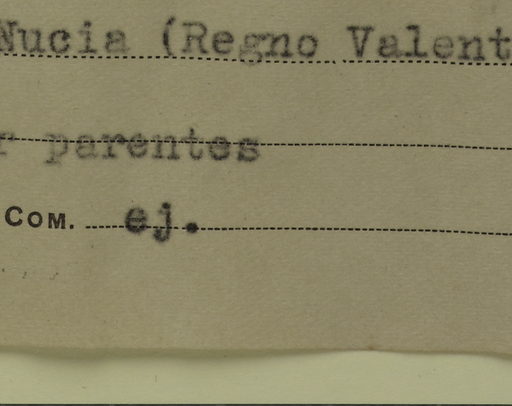 Nucia (Regno Valent
r parentes
COM. ej.